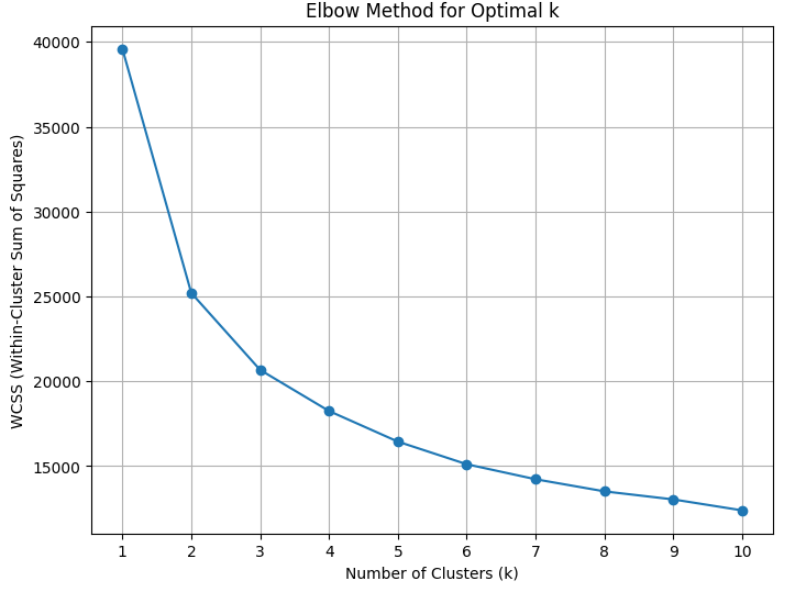 Elbow Method for Optimal k
WCSS (Within-Cluster Sum of Squares)
40000
35000
30000
25000
20000
15000
1 2 3 4 5 6 7 8 9 10
Number of Clusters (k)